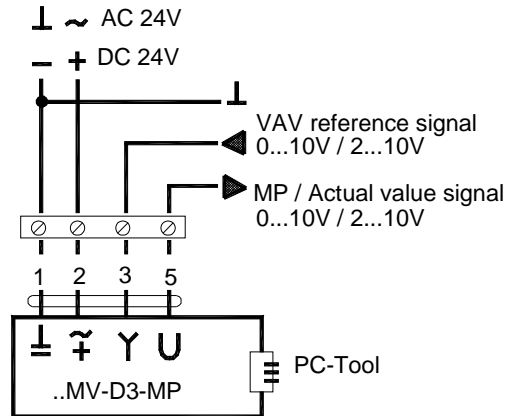 ⊥ ~ AC 24V
– + DC 24V
VAV reference signal
0...10V / 2...10V
MP / Actual value signal
0...10V / 2...10V
1 2 3 5
Y U
PC-Tool
..MV-D3-MP